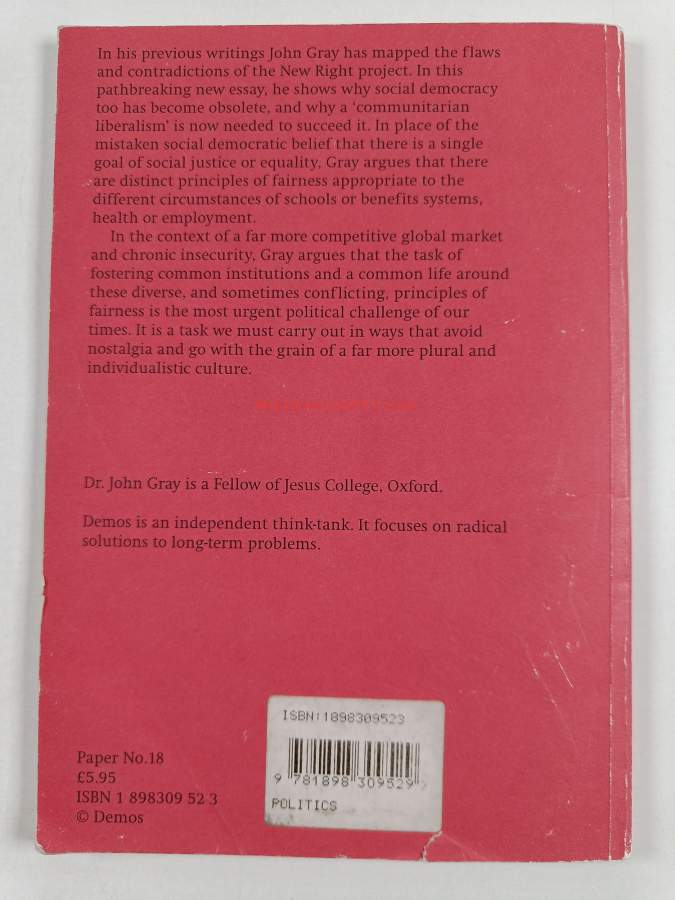 In his previous writings John Gray has mapped the flaws
and contradictions of the New Right project. In this
pathbreaking new essay, he shows why social democracy
too has become obsolete, and why a ‘communitarian
liberalism’ is now needed to succeed it. In place of the
mistaken social democratic belief that there is a single
goal of social justice or equality, Gray argues that there
are distinct principles of fairness appropriate to the
different circumstances of schools or benefits systems,
health or employment.
In the context of a far more competitive global market
and chronic insecurity, Gray argues that the task of
fostering common institutions and a common life around
these diverse, and sometimes conflicting, principles of
fairness is the most urgent political challenge of our
times. It is a task we must carry out in ways that avoid
nostalgia and go with the grain of a far more plural and
individualistic culture.
Dr. John Gray is a Fellow of Jesus College, Oxford.
Demos is an independent think-tank. It focuses on radical
solutions to long-term problems.
ISBN:1898309523
9 781898 309529 >
POLITICS
Paper No.18
£5.95
ISBN 1 898309 52 3
© Demos